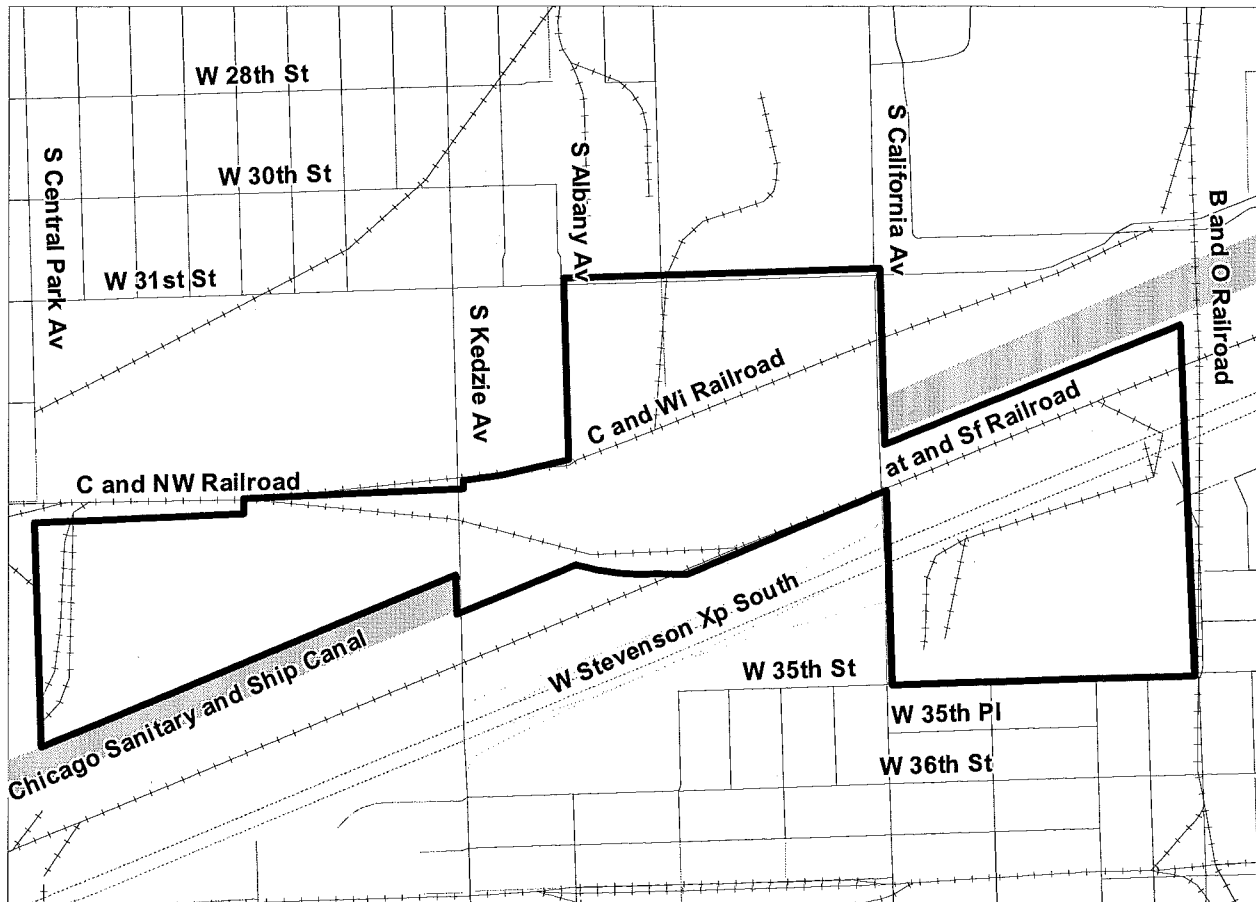 W 28th St
W 30th St
W 31st St
S Central Park Av
S Albany Av
S California Av
B and O Railroad
S Kedzie Av
C and Wi Railroad
at and Sf Railroad
C and NW Railroad
Chicago Sanitary and Ship Canal
W Stevenson Xp South
W 35th St
W 35th Pl
W 36th St